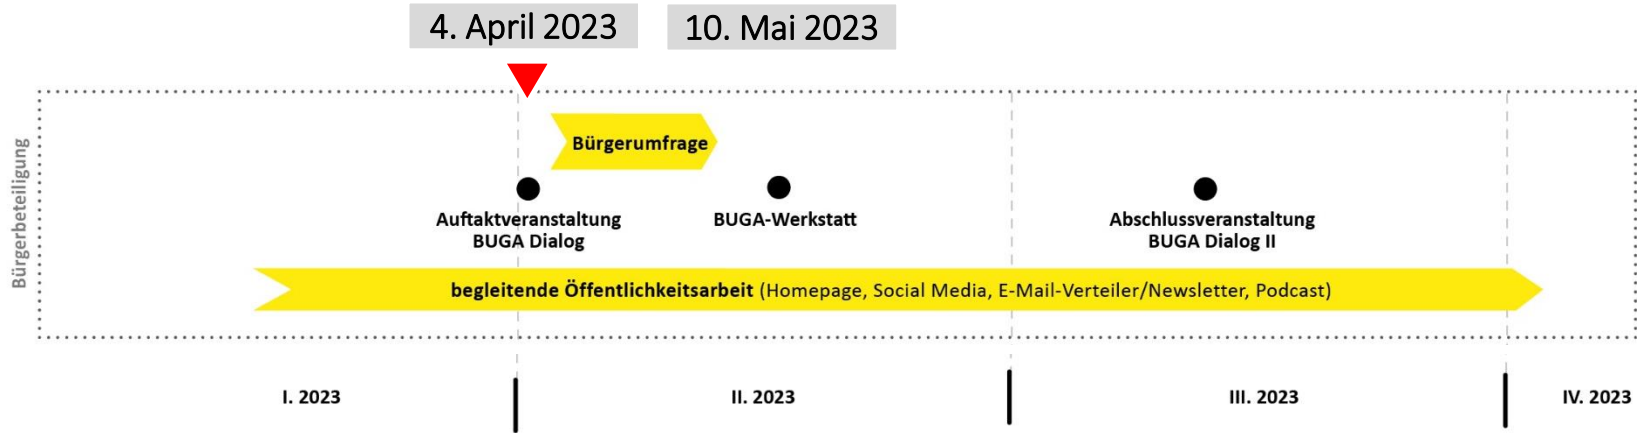 4. April 2023
10. Mai 2023
Bürgerbeteiligung
Bürgerumfrage
Auftaktveranstaltung
BUGA Dialog
BUGA-Werkstatt
Abschlussveranstaltung
BUGA Dialog II
begleitende Öffentlichkeitsarbeit (Homepage, Social Media, E-Mail-Verteiler/Newsletter, Podcast)
I. 2023
II. 2023
III. 2023
IV. 2023